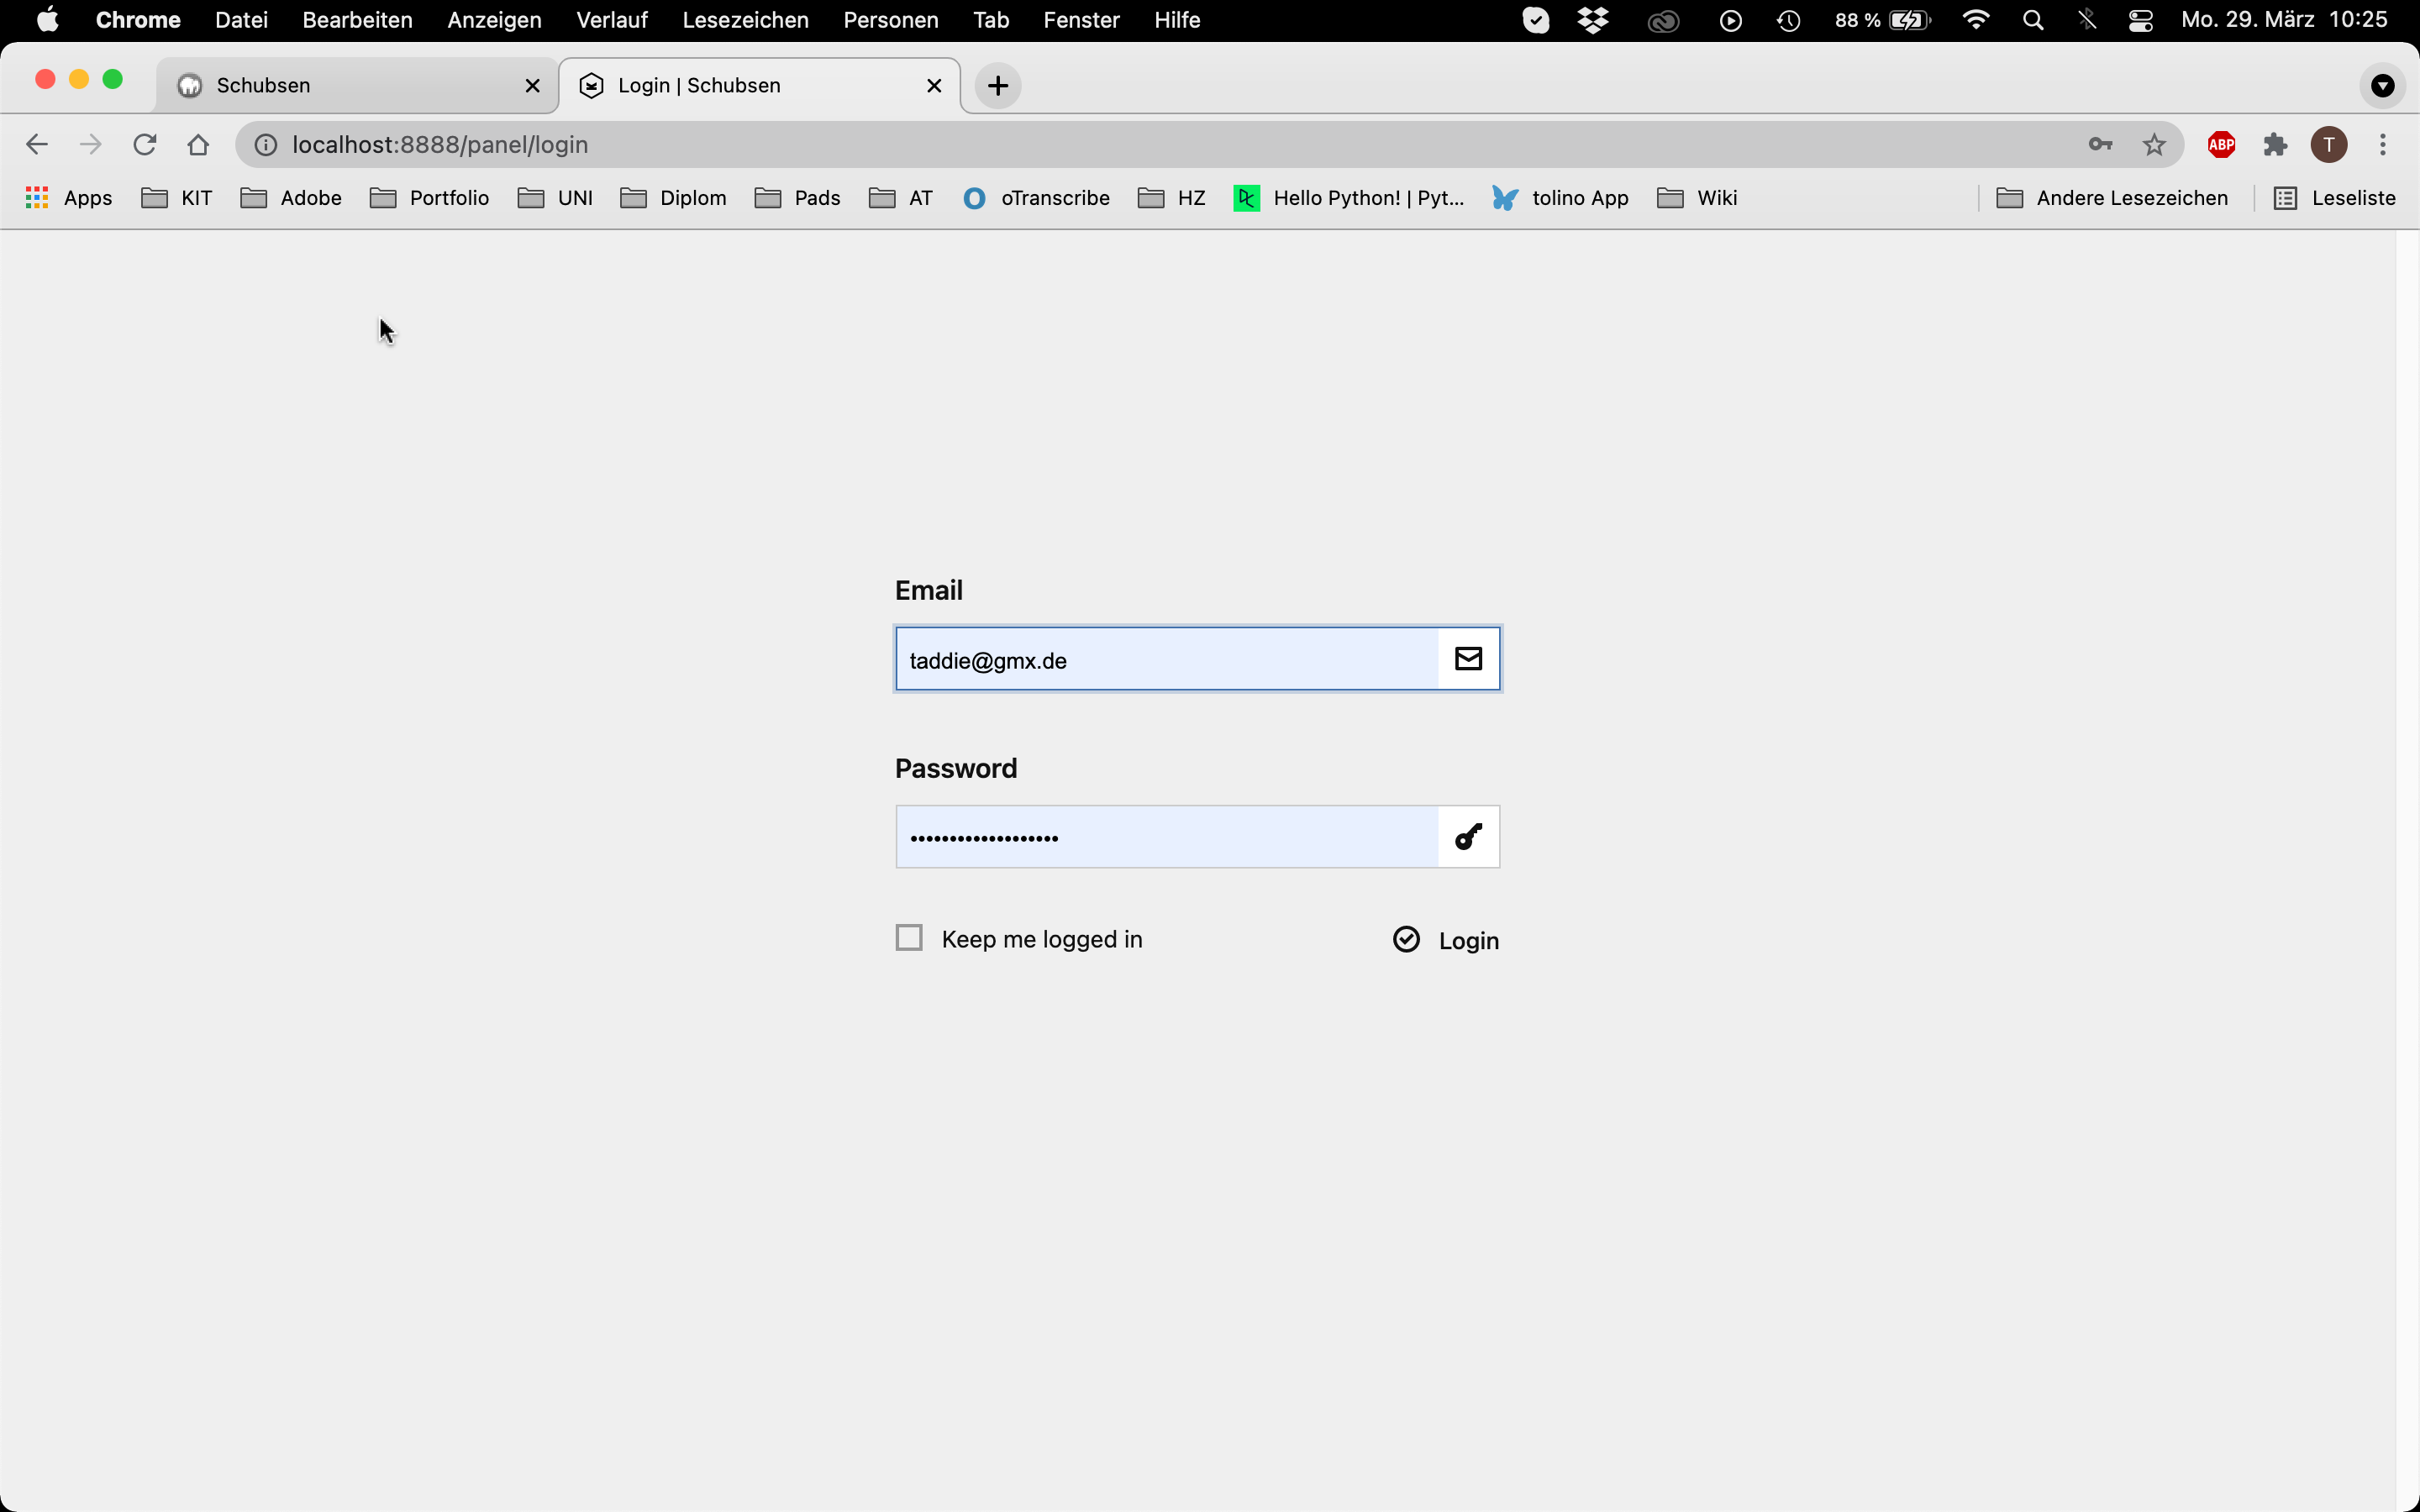 Chrome Datei Bearbeiten Anzeigen Verlauf Lesezeichen Personen Tab Fenster Hilfe 88 % Mo. 29. März 10:25
Schubsen Login | Schubsen
localhost:8888/panel/login ABP T
Apps KIT Adobe Portfolio UNI Diplom Pads AT oTranscribe HZ Hello Python! | Pyt... tolino App Wiki Andere Lesezeichen Leseliste
Email
taddie@gmx.de
Password
•••••••••••••••••••
Keep me logged in Login